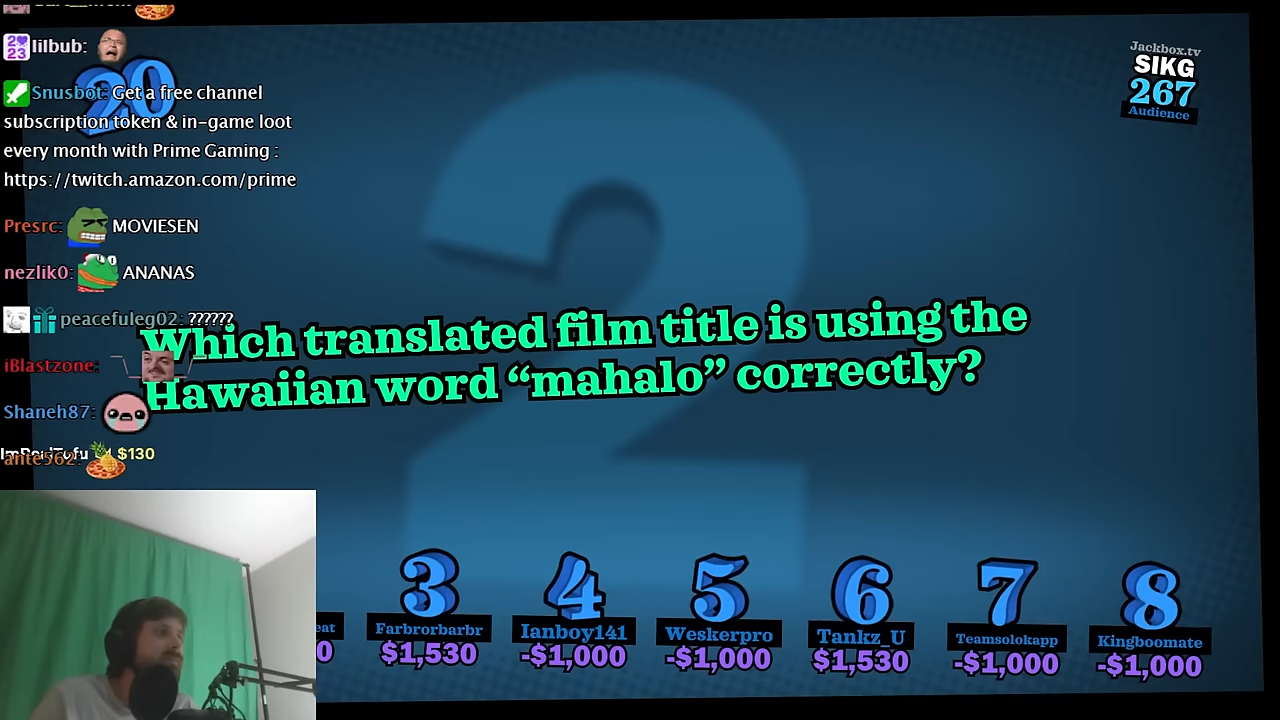 lilbub:
20
Snusbot: Get a free channel
subscription token & in-game loot
every month with Prime Gaming :
https://twitch.amazon.com/prime
Presrc: MOVIESEN
nezlik0: ANANAS
peacefuleg02: ??????
iBlastzone:
Shaneh87:
$130
ante562:
Jackbox.tv
SIKG
267
Audience
Which translated film title is using the
Hawaiian word “mahalo” correctly?
2
3
Farbrorbarbr
$1,530
4
Ianboy141
-$1,000
5
Weskerpro
-$1,000
6
Tankz_U
$1,530
7
Teamsolokapp
-$1,000
8
Kingboomate
-$1,000